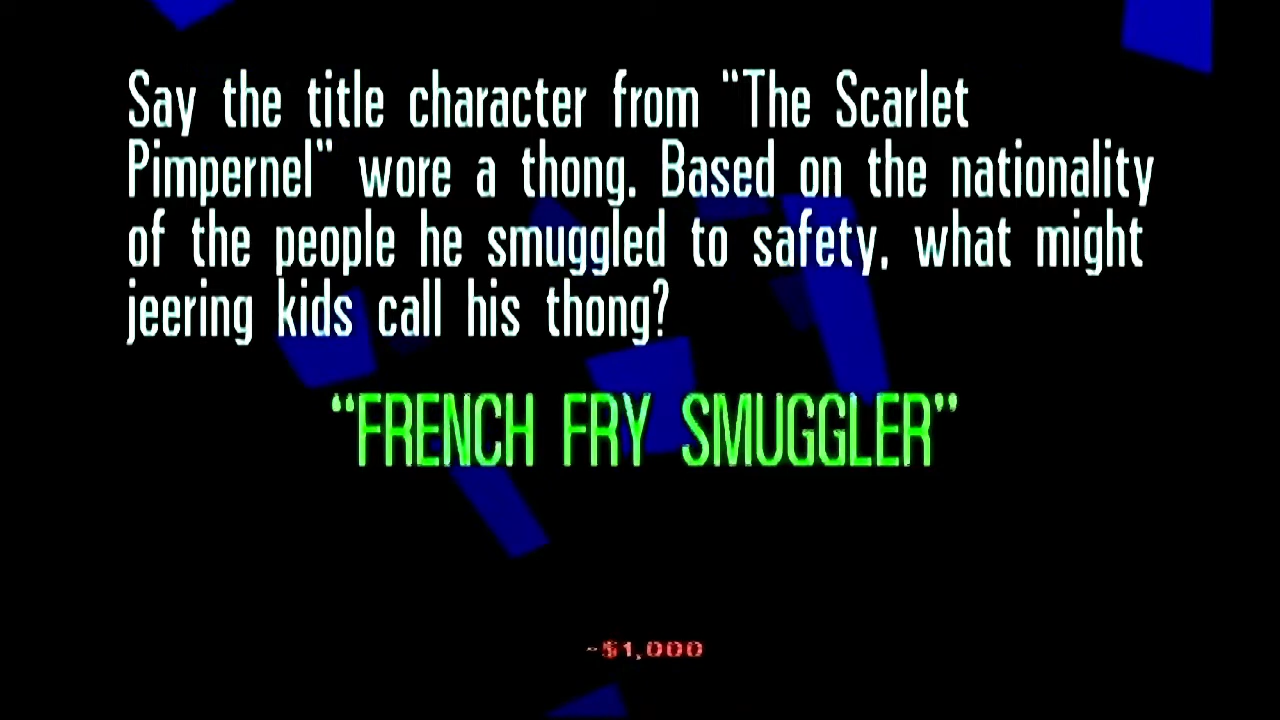 Say the title character from "The Scarlet
Pimpernel" wore a thong. Based on the nationality
of the people he smuggled to safety, what might
jeering kids call his thong?
“FRENCH FRY SMUGGLER”
-$1,000